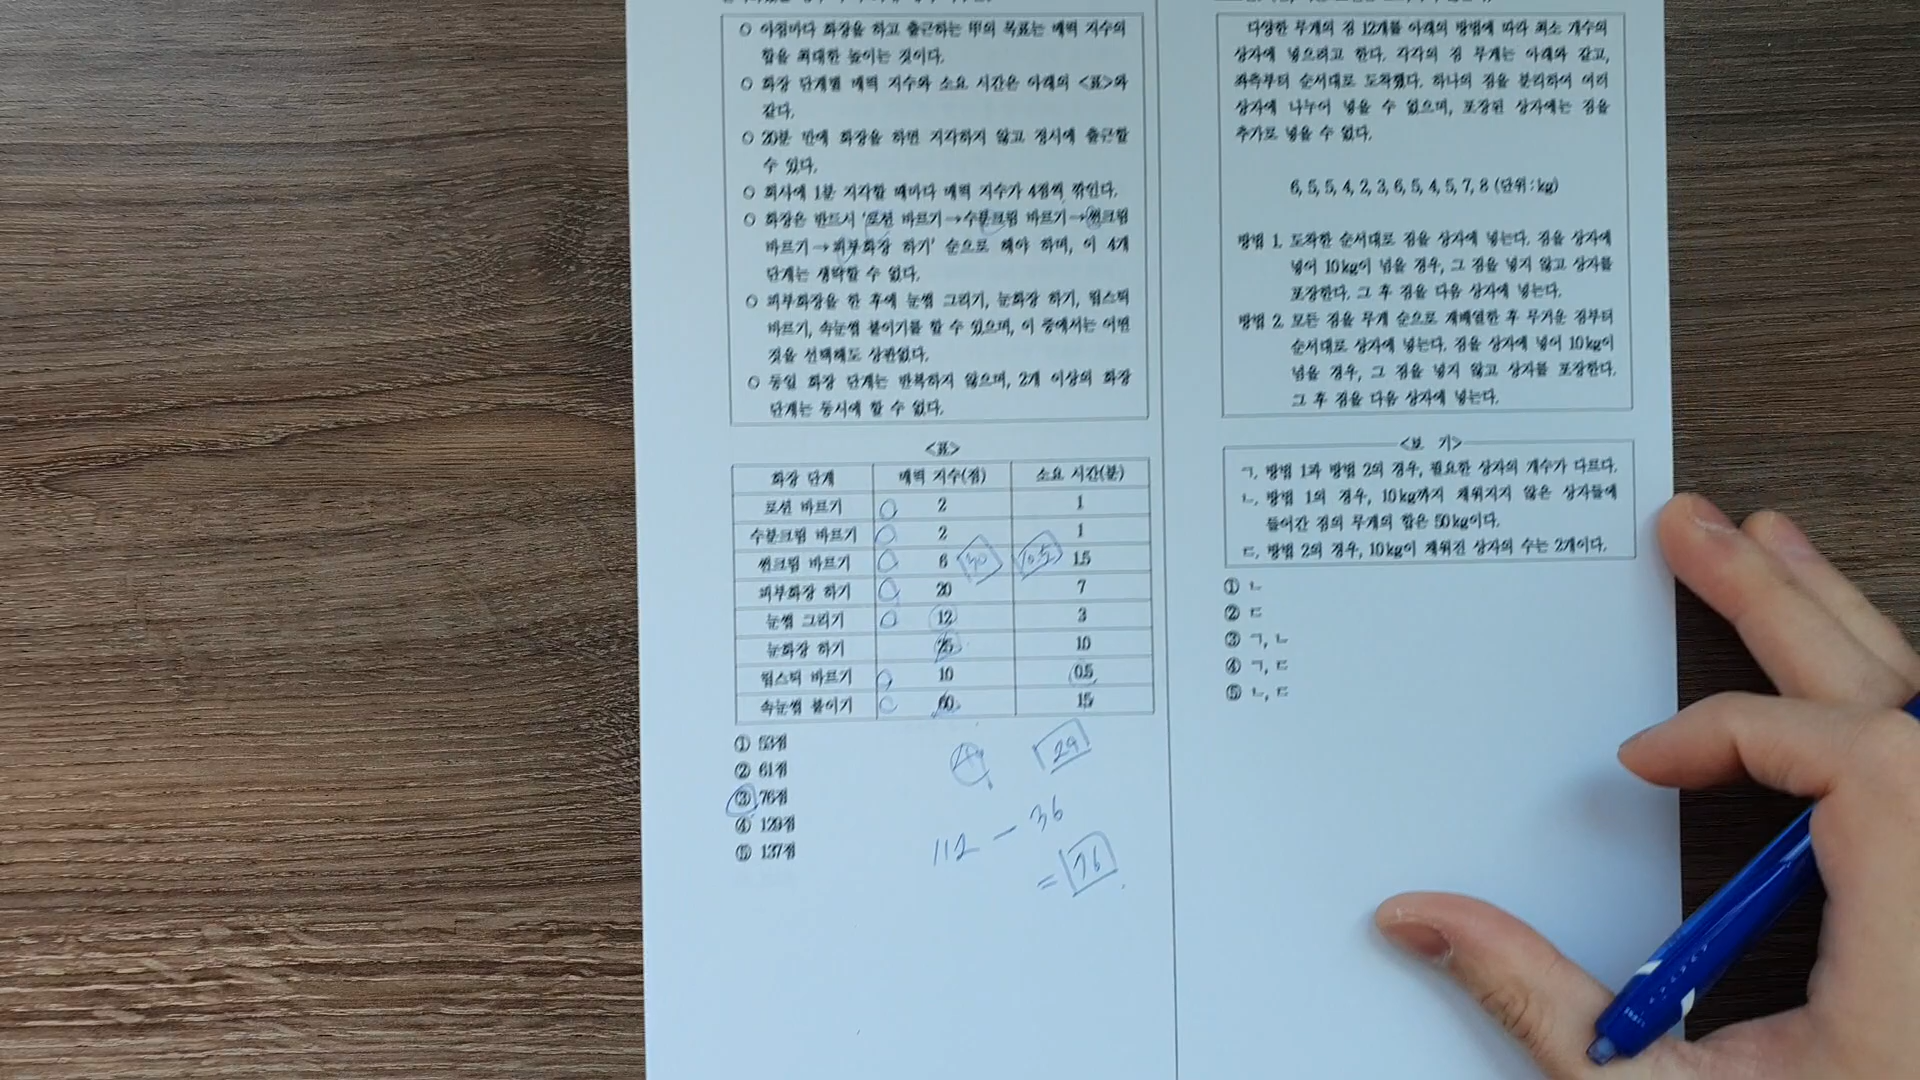 ○ 아침마다 화장을 하고 출근하는 甲의 목표는 매력 지수의
합을 최대한 높이는 것이다.
○ 화장 단계별 매력 지수와 소요 시간은 아래의 <표>와
같다.
○ 20분 만에 화장을 하면 지각하지 않고 정시에 출근할
수 있다.
○ 회사에 1분 지각할 때마다 매력 지수가 4점씩 깎인다.
○ 화장은 반드시 '로션 바르기→수분크림 바르기→썬크림
바르기→피부화장 하기' 순으로 해야 하며, 이 4개
단계는 생략할 수 없다.
○ 피부화장을 한 후에 눈썹 그리기, 눈화장 하기, 립스틱
바르기, 속눈썹 붙이기를 할 수 있으며, 이 중에서는 어떤
것을 선택해도 상관없다.
○ 동일 화장 단계는 반복하지 않으며, 2개 이상의 화장
단계는 동시에 할 수 없다.
<표>
화장 단계 매력 지수(점) 소요 시간(분)
로션 바르기 2 1
수분크림 바르기 2 1
썬크림 바르기 6 30 10.5 1.5
피부화장 하기 20 7
눈썹 그리기 12 3
눈화장 하기 25 10
립스틱 바르기 10 0.5
속눈썹 붙이기 60 15
① 53점
② 61점
③ 76점
④ 129점
⑤ 137점
29
112 - 36
= 76
다양한 무게의 짐 12개를 아래의 방법에 따라 최소 개수의
상자에 넣으려고 한다. 각각의 짐 무게는 아래와 같고,
좌측부터 순서대로 도착했다. 하나의 짐을 분리하여 여러
상자에 나누어 넣을 수 없으며, 포장된 상자에는 짐을
추가로 넣을 수 없다.
6, 5, 5, 4, 2, 3, 6, 5, 4, 5, 7, 8 (단위 : kg)
방법 1. 도착한 순서대로 짐을 상자에 넣는다. 짐을 상자에
넣어 10kg이 넘을 경우, 그 짐을 넣지 않고 상자를
포장한다. 그 후 짐을 다음 상자에 넣는다.
방법 2. 모든 짐을 무게 순으로 재배열한 후 무거운 짐부터
순서대로 상자에 넣는다. 짐을 상자에 넣어 10kg이
넘을 경우, 그 짐을 넣지 않고 상자를 포장한다.
그 후 짐을 다음 상자에 넣는다.
<보 기>
ㄱ. 방법 1과 방법 2의 경우, 필요한 상자의 개수가 다르다.
ㄴ. 방법 1의 경우, 10kg까지 채워지지 않은 상자들에
들어간 짐의 무게의 합은 50kg이다.
ㄷ. 방법 2의 경우, 10kg이 채워진 상자의 수는 2개이다.
① ㄴ
② ㄷ
③ ㄱ, ㄴ
④ ㄱ, ㄷ
⑤ ㄴ, ㄷ